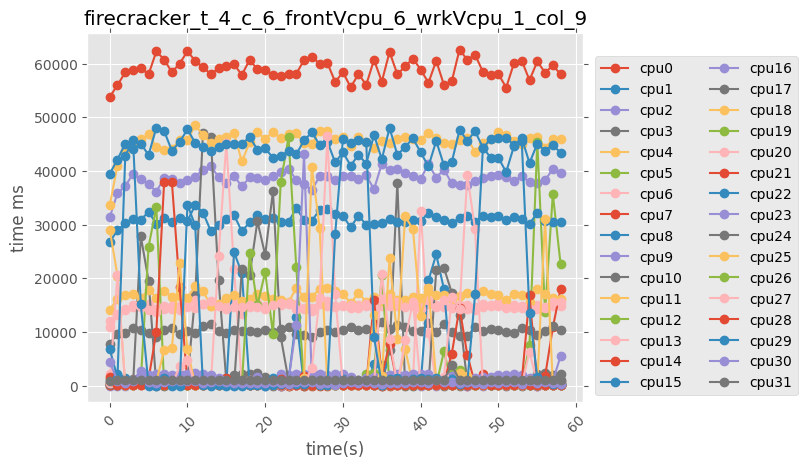 firecracker_t_4_c_6_frontVcpu_6_wrkVcpu_1_col_9
time ms
60000
50000
40000
30000
20000
10000
0
0
10
20
30
40
50
60
time(s)
cpu0
cpu1
cpu2
cpu3
cpu4
cpu5
cpu6
cpu7
cpu8
cpu9
cpu10
cpu11
cpu12
cpu13
cpu14
cpu15
cpu16
cpu17
cpu18
cpu19
cpu20
cpu21
cpu22
cpu23
cpu24
cpu25
cpu26
cpu27
cpu28
cpu29
cpu30
cpu31